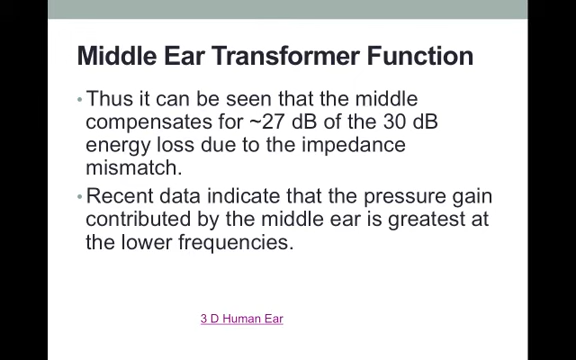 Middle Ear Transformer Function
• Thus it can be seen that the middle
compensates for ~27 dB of the 30 dB
energy loss due to the impedance
mismatch.
• Recent data indicate that the pressure gain
contributed by the middle ear is greatest at
the lower frequencies.
3 D Human Ear